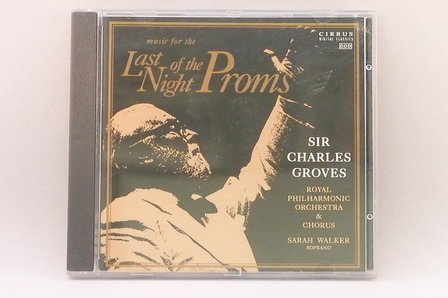 CIRRUS
DIGITAL CLASSICS
music for the
Last of the
Night Proms
SIR
CHARLES
GROVES
ROYAL
PHILHARMONIC
ORCHESTRA
&
CHORUS
SARAH WALKER
SOPRANO